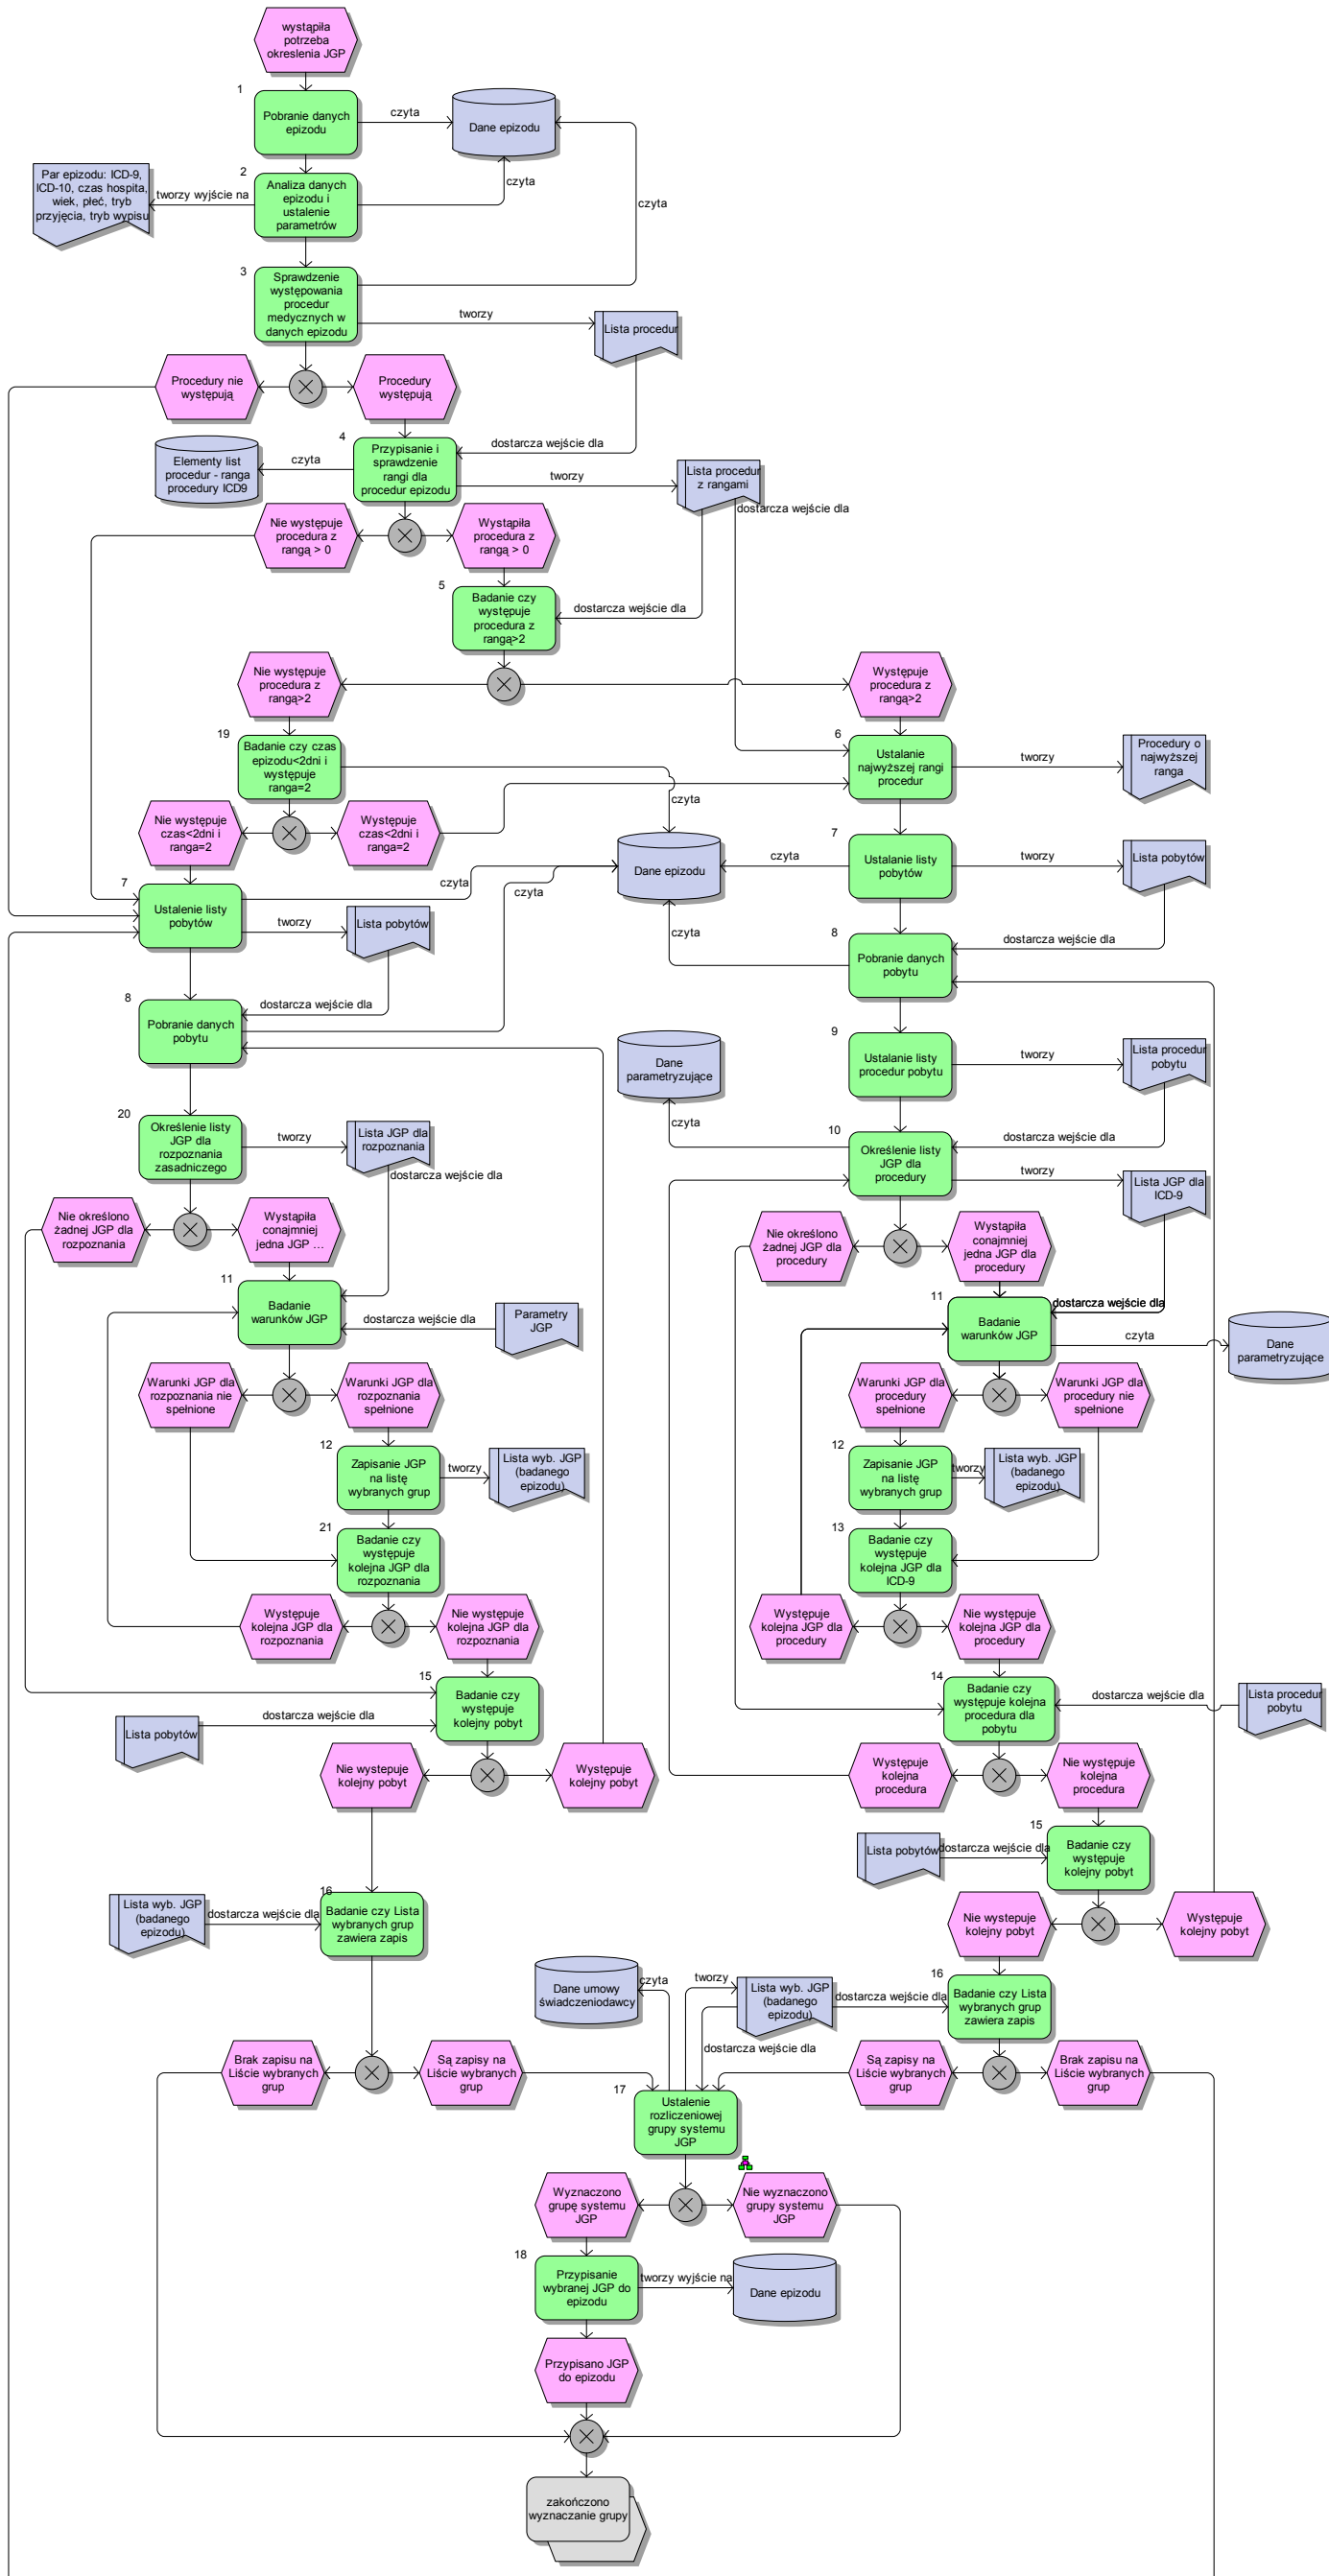 wystąpiła
potrzeba
okreslenia JGP
1
Pobranie danych
epizodu
czyta
Dane epizodu
Par epizodu: ICD-9,
ICD-10, czas hospita,
wiek, płeć, tryb
przyjęcia, tryb wypisu
tworzy wyjście na
2
Analiza danych
epizodu i
ustalenie
parametrów
czyta
czyta
3
Sprawdzenie
występowania
procedur
medycznych w
danych epizodu
tworzy
Lista procedur
Procedury nie
występują
Procedury
występują
4
Przypisanie i
sprawdzenie
rangi dla
procedur epizodu
dostarcza wejście dla
Elementy list
procedur - ranga
procedury ICD9
czyta
tworzy
Lista procedur
z rangami
dostarcza wejście dla
Nie występuje
procedura z
rangą > 0
Wystąpiła
procedura z
rangą > 0
5
Badanie czy
występuje
procedura z
rangą>2
dostarcza wejście dla
Nie występuje
procedura z
rangą>2
Występuje
procedura z
rangą>2
19
Badanie czy czas
epizodu<2dni i
występuje
ranga=2
czyta
6
Ustalanie
najwyższej rangi
procedur
tworzy
Procedury o
najwyższej
ranga
Nie występuje
czas<2dni i
ranga=2
Występuje
czas<2dni i
ranga=2
7
Ustalanie listy
pobytów
tworzy
Lista pobytów
czyta
Dane epizodu
7
Ustalenie listy
pobytów
czyta
czyta
tworzy
Lista pobytów
dostarcza wejście dla
8
Pobranie danych
pobytu
czyta
dostarcza wejście dla
8
Pobranie danych
pobytu
9
Ustalanie listy
procedur pobytu
tworzy
Lista procedur
pobytu
Dane
parametryzujące
czyta
dostarcza wejście dla
10
Określenie listy
JGP dla
procedury
tworzy
Lista JGP dla
ICD-9
20
Określenie listy
JGP dla
rozpoznania
zasadniczego
tworzy
Lista JGP dla
rozpoznania
dostarcza wejście dla
Nie określono
żadnej JGP dla
rozpoznania
Wystąpiła
conajmniej
jedna JGP ...
Nie określono
żadnej JGP dla
procedury
Wystąpiła
conajmniej
jedna JGP dla
procedury
11
Badanie
warunków JGP
dostarcza wejście dla
Parametry
JGP
11
Badanie
warunków JGP
dostarcza wejście dla
czyta
Dane
parametryzujące
Warunki JGP dla
rozpoznania nie
spełnione
Warunki JGP dla
rozpoznania
spełnione
Warunki JGP dla
procedury
spełnione
Warunki JGP dla
procedury nie
spełnione
12
Zapisanie JGP
na listę
wybranych grup
tworzy
Lista wyb. JGP
(badanego
epizodu)
12
Zapisanie JGP
na listę
wybranych grup
tworzy
Lista wyb. JGP
(badanego
epizodu)
21
Badanie czy
występuje
kolejna JGP dla
rozpoznania
13
Badanie czy
występuje
kolejna JGP dla
ICD-9
Występuje
kolejna JGP dla
rozpoznania
Nie występuje
kolejna JGP dla
rozpoznania
Występuje
kolejna JGP dla
procedury
Nie występuje
kolejna JGP dla
procedury
15
Badanie czy
występuje
kolejny pobyt
dostarcza wejście dla
Lista pobytów
14
Badanie czy
występuje kolejna
procedura dla
pobytu
dostarcza wejście dla
Lista procedur
pobytu
Nie wystepuje
kolejny pobyt
Występuje
kolejny pobyt
Występuje
kolejna
procedura
Nie występuje
kolejna
procedura
15
Badanie czy
występuje
kolejny pobyt
Lista pobytów
dostarcza wejście dla
16
Badanie czy Lista
wybranych grup
zawiera zapis
Lista wyb. JGP
(badanego
epizodu)
dostarcza wejście dla
Nie wystepuje
kolejny pobyt
Występuje
kolejny pobyt
Dane umowy
świadczeniodawcy
czyta
tworzy
Lista wyb. JGP
(badanego
epizodu)
dostarcza wejście dla
16
Badanie czy Lista
wybranych grup
zawiera zapis
dostarcza wejście dla
Brak zapisu na
Liście wybranych
grup
Są zapisy na
Liście wybranych
grup
Są zapisy na
Liście wybranych
grup
Brak zapisu na
Liście wybranych
grup
17
Ustalenie
rozliczeniowej
grupy systemu
JGP
Wyznaczono
grupę systemu
JGP
Nie wyznaczono
grupy systemu
JGP
18
Przypisanie
wybranej JGP do
epizodu
tworzy wyjście na
Dane epizodu
Przypisano JGP
do epizodu
zakończono
wyznaczanie grupy